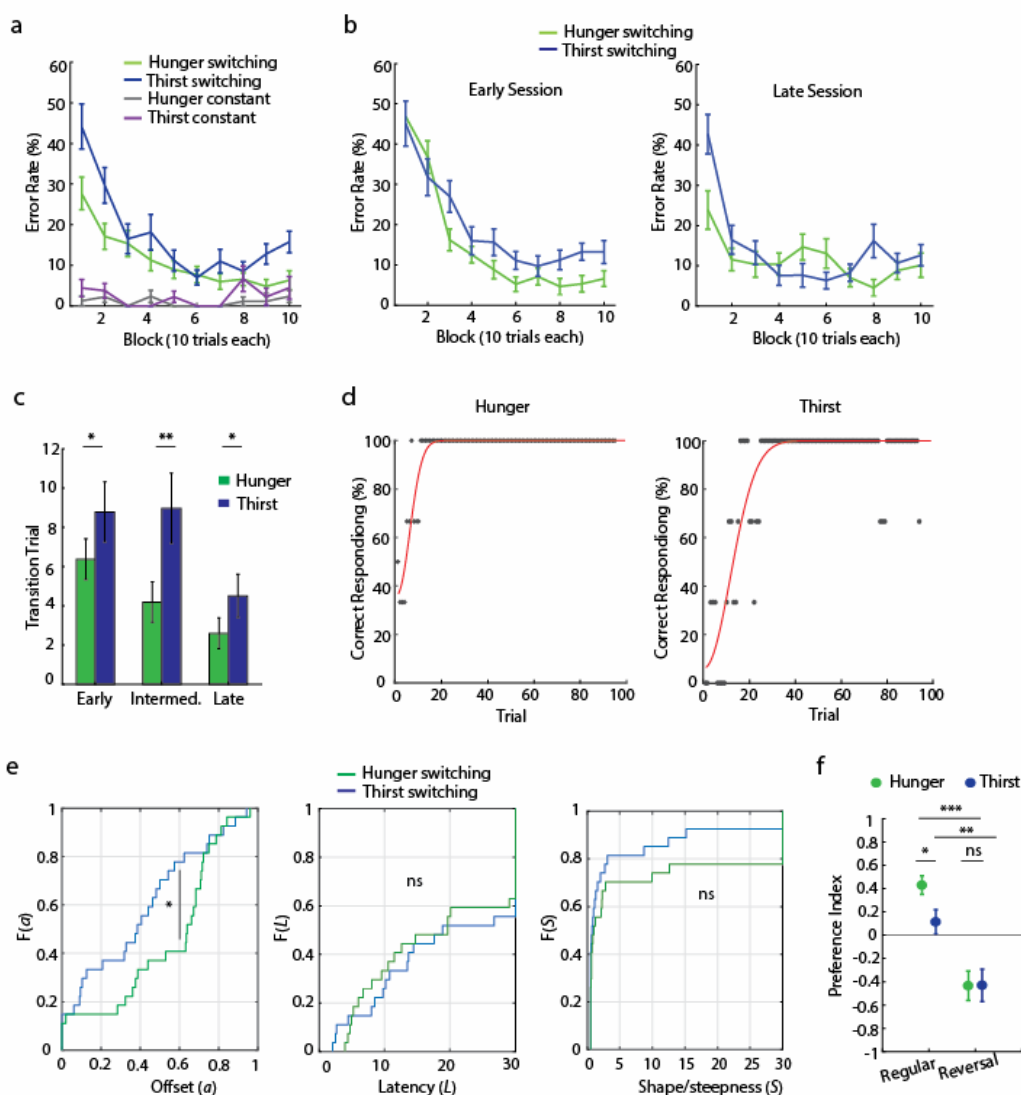 a
Hunger switching
Thirst switching
Hunger constant
Thirst constant
60
50
40
30
20
10
0
Error Rate (%)
2 4 6 8 10
Block (10 trials each)
b
Hunger switching
Thirst switching
Early Session
60
50
40
30
20
10
0
Error Rate (%)
2 4 6 8 10
Block (10 trials each)
Late Session
60
50
40
30
20
10
0
Error Rate (%)
2 4 6 8 10
Block (10 trials each)
c
* ** *
Hunger
Thirst
12
10
8
6
4
2
0
Transition Trial
Early Intermed. Late
d
Hunger
100
80
60
40
20
0
Correct Respondiong (%)
0 20 40 60 80 100
Trial
Thirst
100
80
60
40
20
0
Correct Respondiong (%)
0 20 40 60 80 100
Trial
e
Hunger switching
Thirst switching
1
0.8
0.6
0.4
0.2
0
F(a)
*
0 0.2 0.4 0.6 0.8 1
Offset (a)
1
0.8
0.6
0.4
0.2
0
F(L)
ns
0 10 20 30
Latency (L)
1
0.8
0.6
0.4
0.2
0
F(S)
ns
0 5 10 15 20 25 30
Shape/steepness (S)
f
Hunger Thirst
***
**
* ns
1
0.8
0.6
0.4
0.2
0
0.2
0.4
0.6
0.8
-1
Preference Index
Regular Reversal